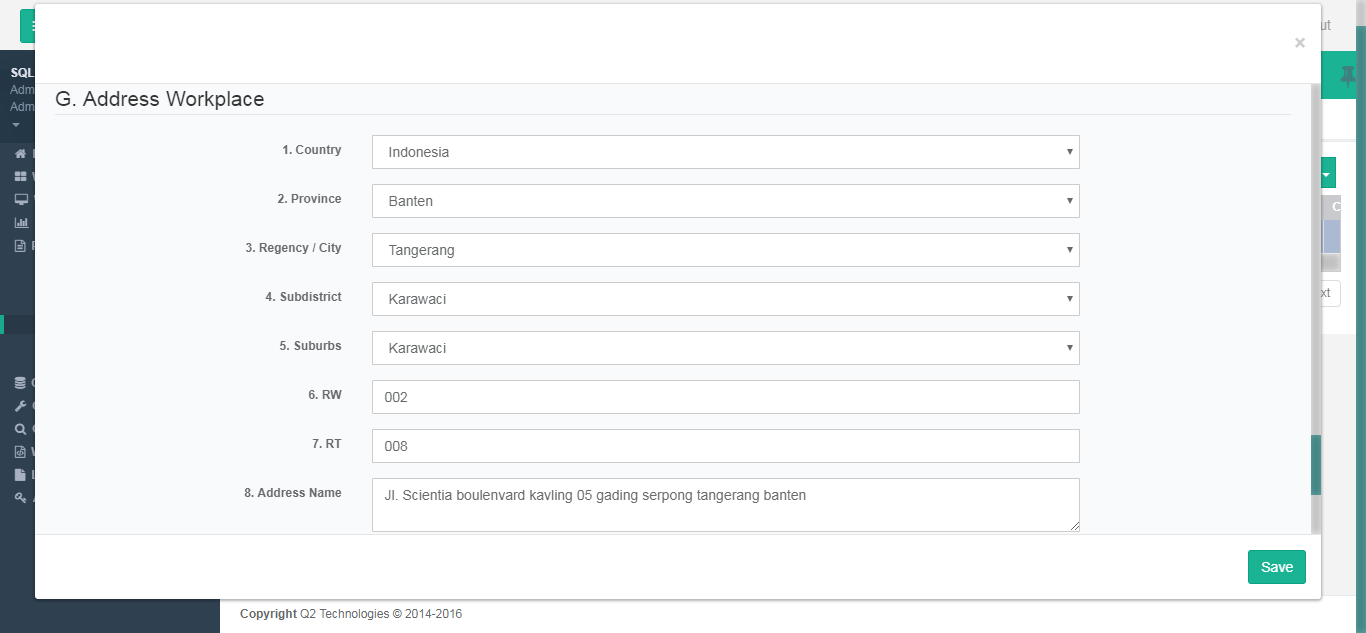 ut
×
SQL
Adm
Adm
G. Address Workplace
1. Country
Indonesia
2. Province
Banten
3. Regency / City
Tangerang
4. Subdistrict
Karawaci
5. Suburbs
Karawaci
6. RW
002
7. RT
008
8. Address Name
Jl. Scientia boulenvard kavling 05 gading serpong tangerang banten
C
xt
Save
Copyright Q2 Technologies © 2014-2016